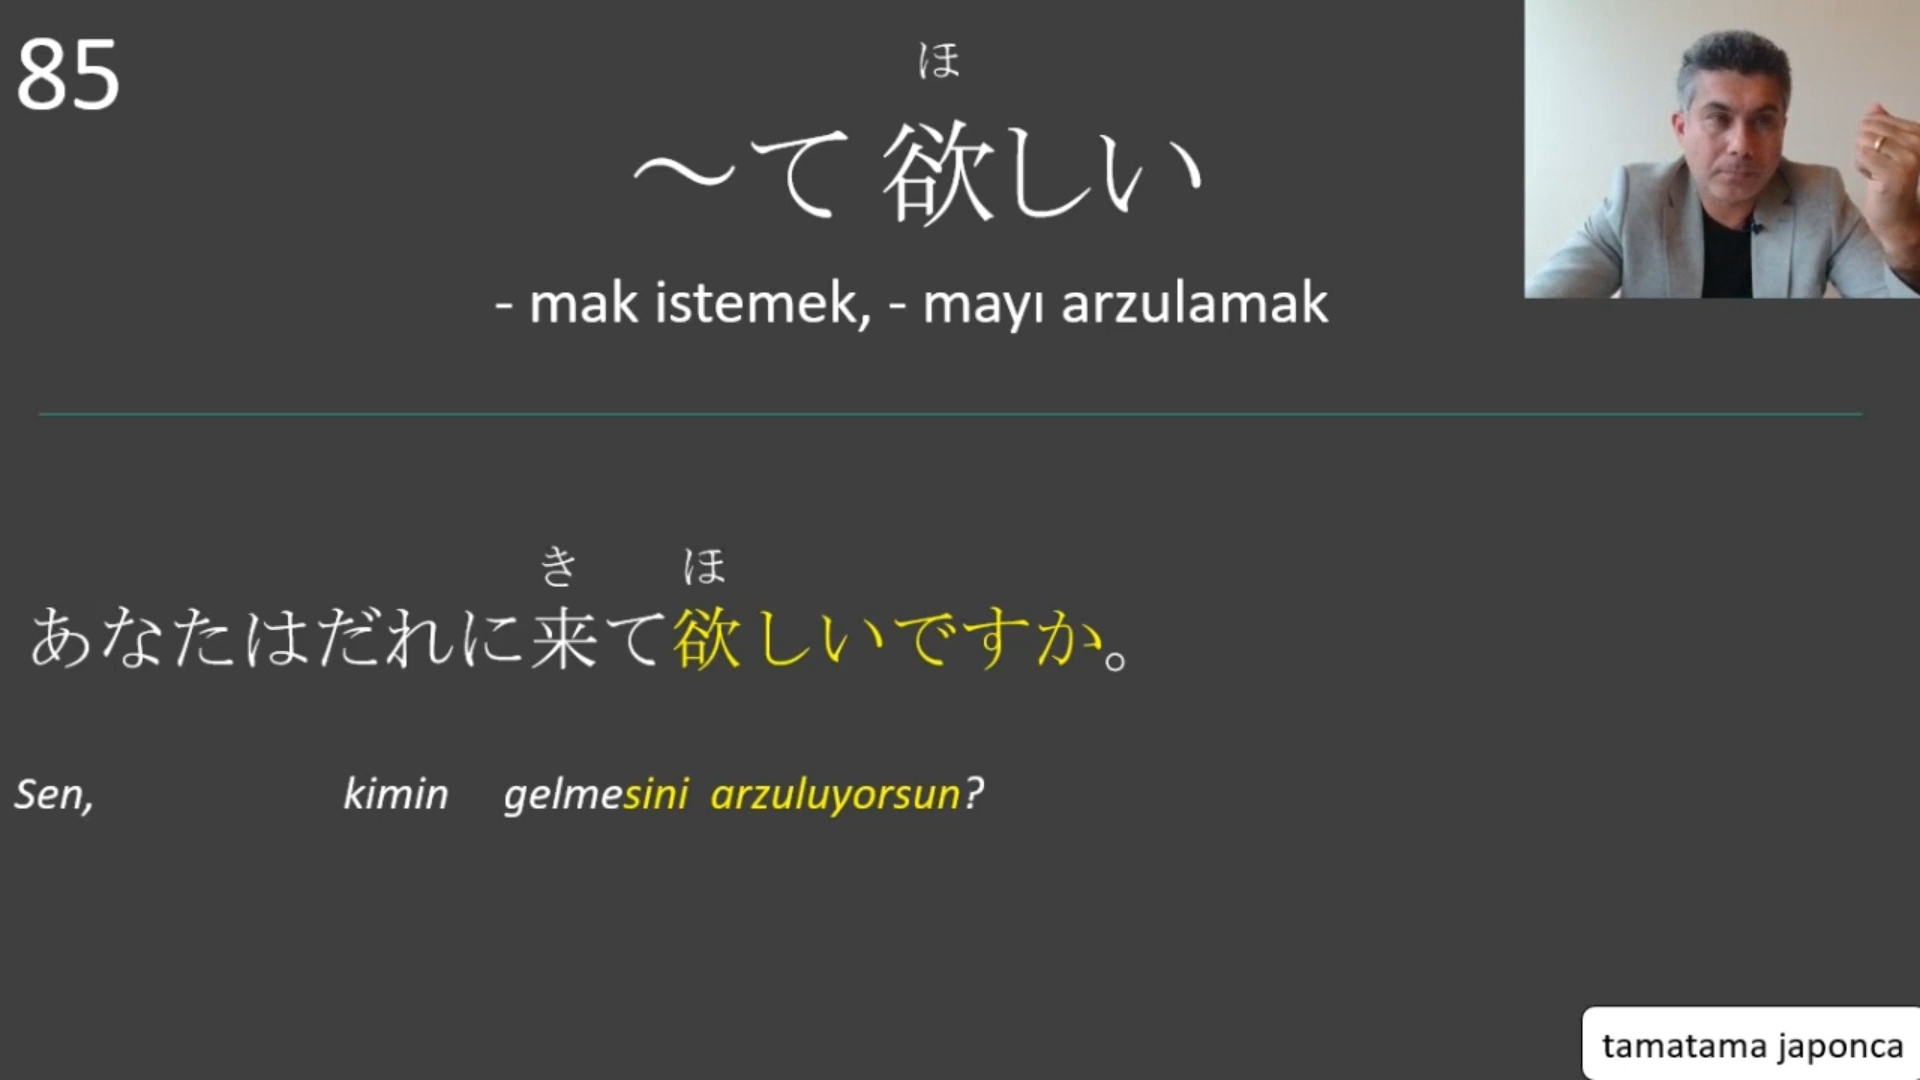 85
ほ
～て 欲しい
- mak istemek, - mayı arzulamak
き ほ
あなたはだれに来て欲しいですか。
Sen, kimin gelmesini arzuluyorsun?
tamatama japonca